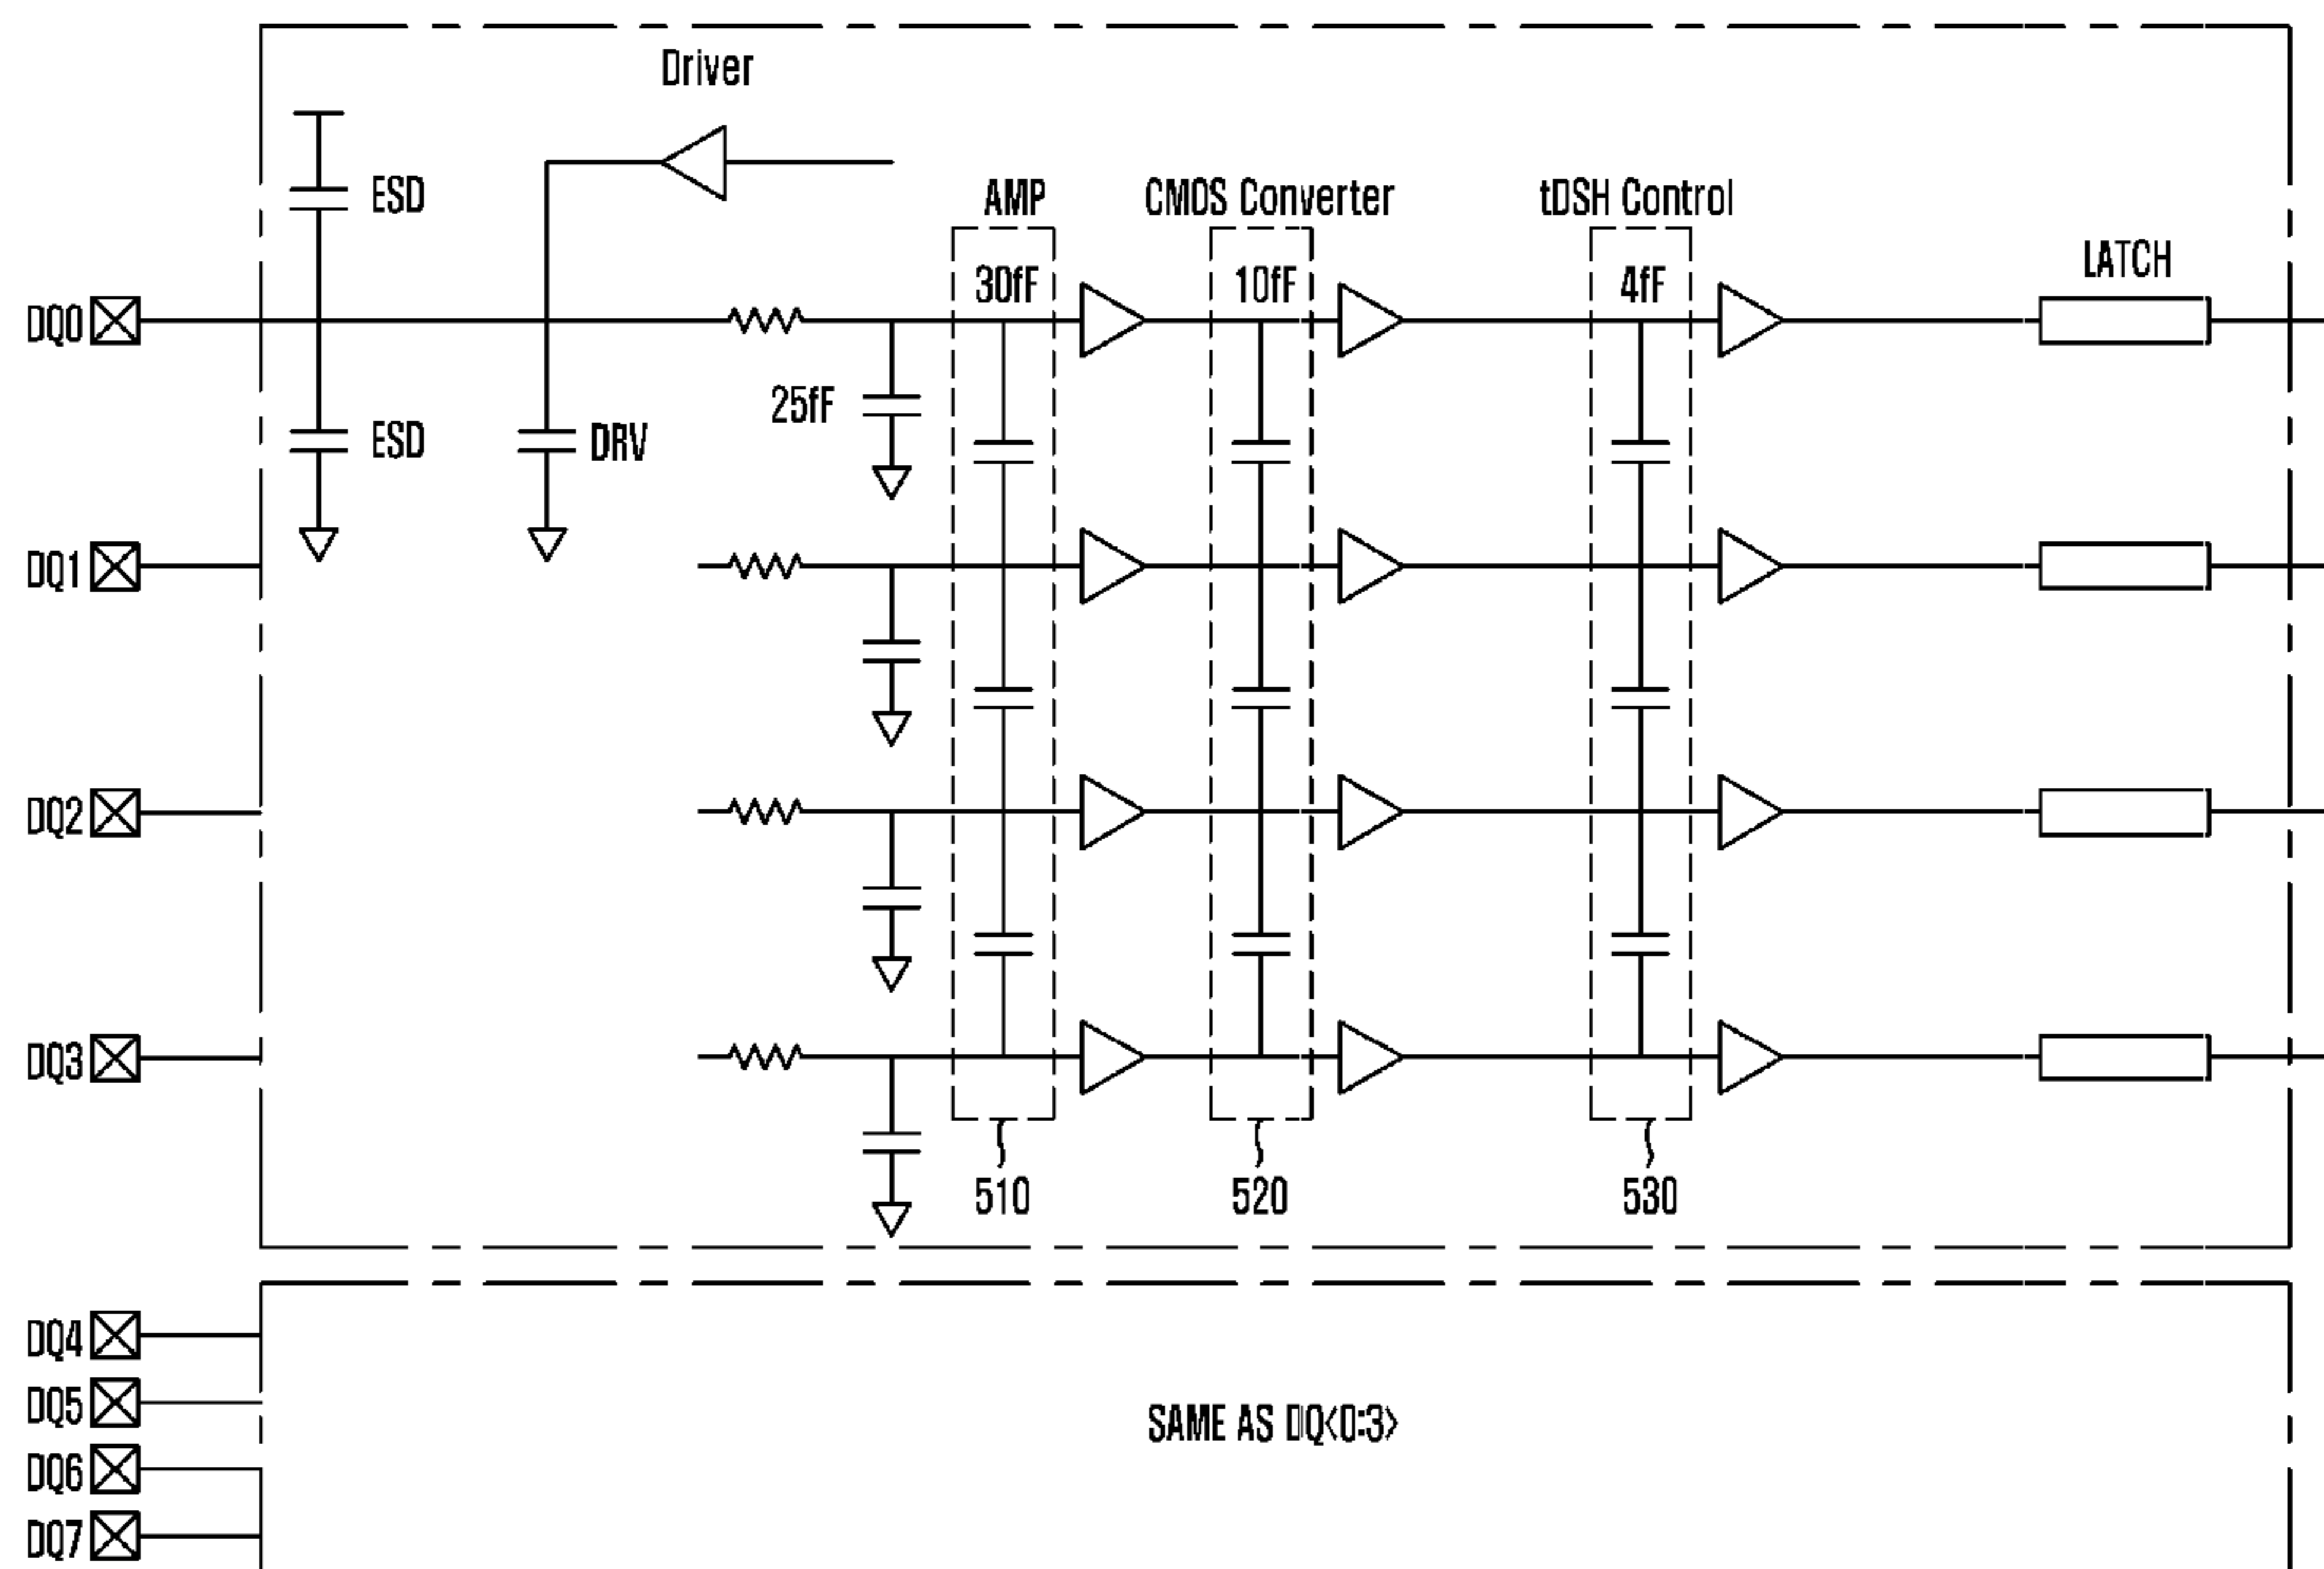 Driver
ESD
AMP
CMOS Converter
tDSH Control
30fF
10fF
4fF
LATCH
DQ0
25fF
ESD
DRV
DQ1
DQ2
DQ3
510
520
530
DQ4
DQ5
SAME AS DQ<0:3>
DQ6
DQ7